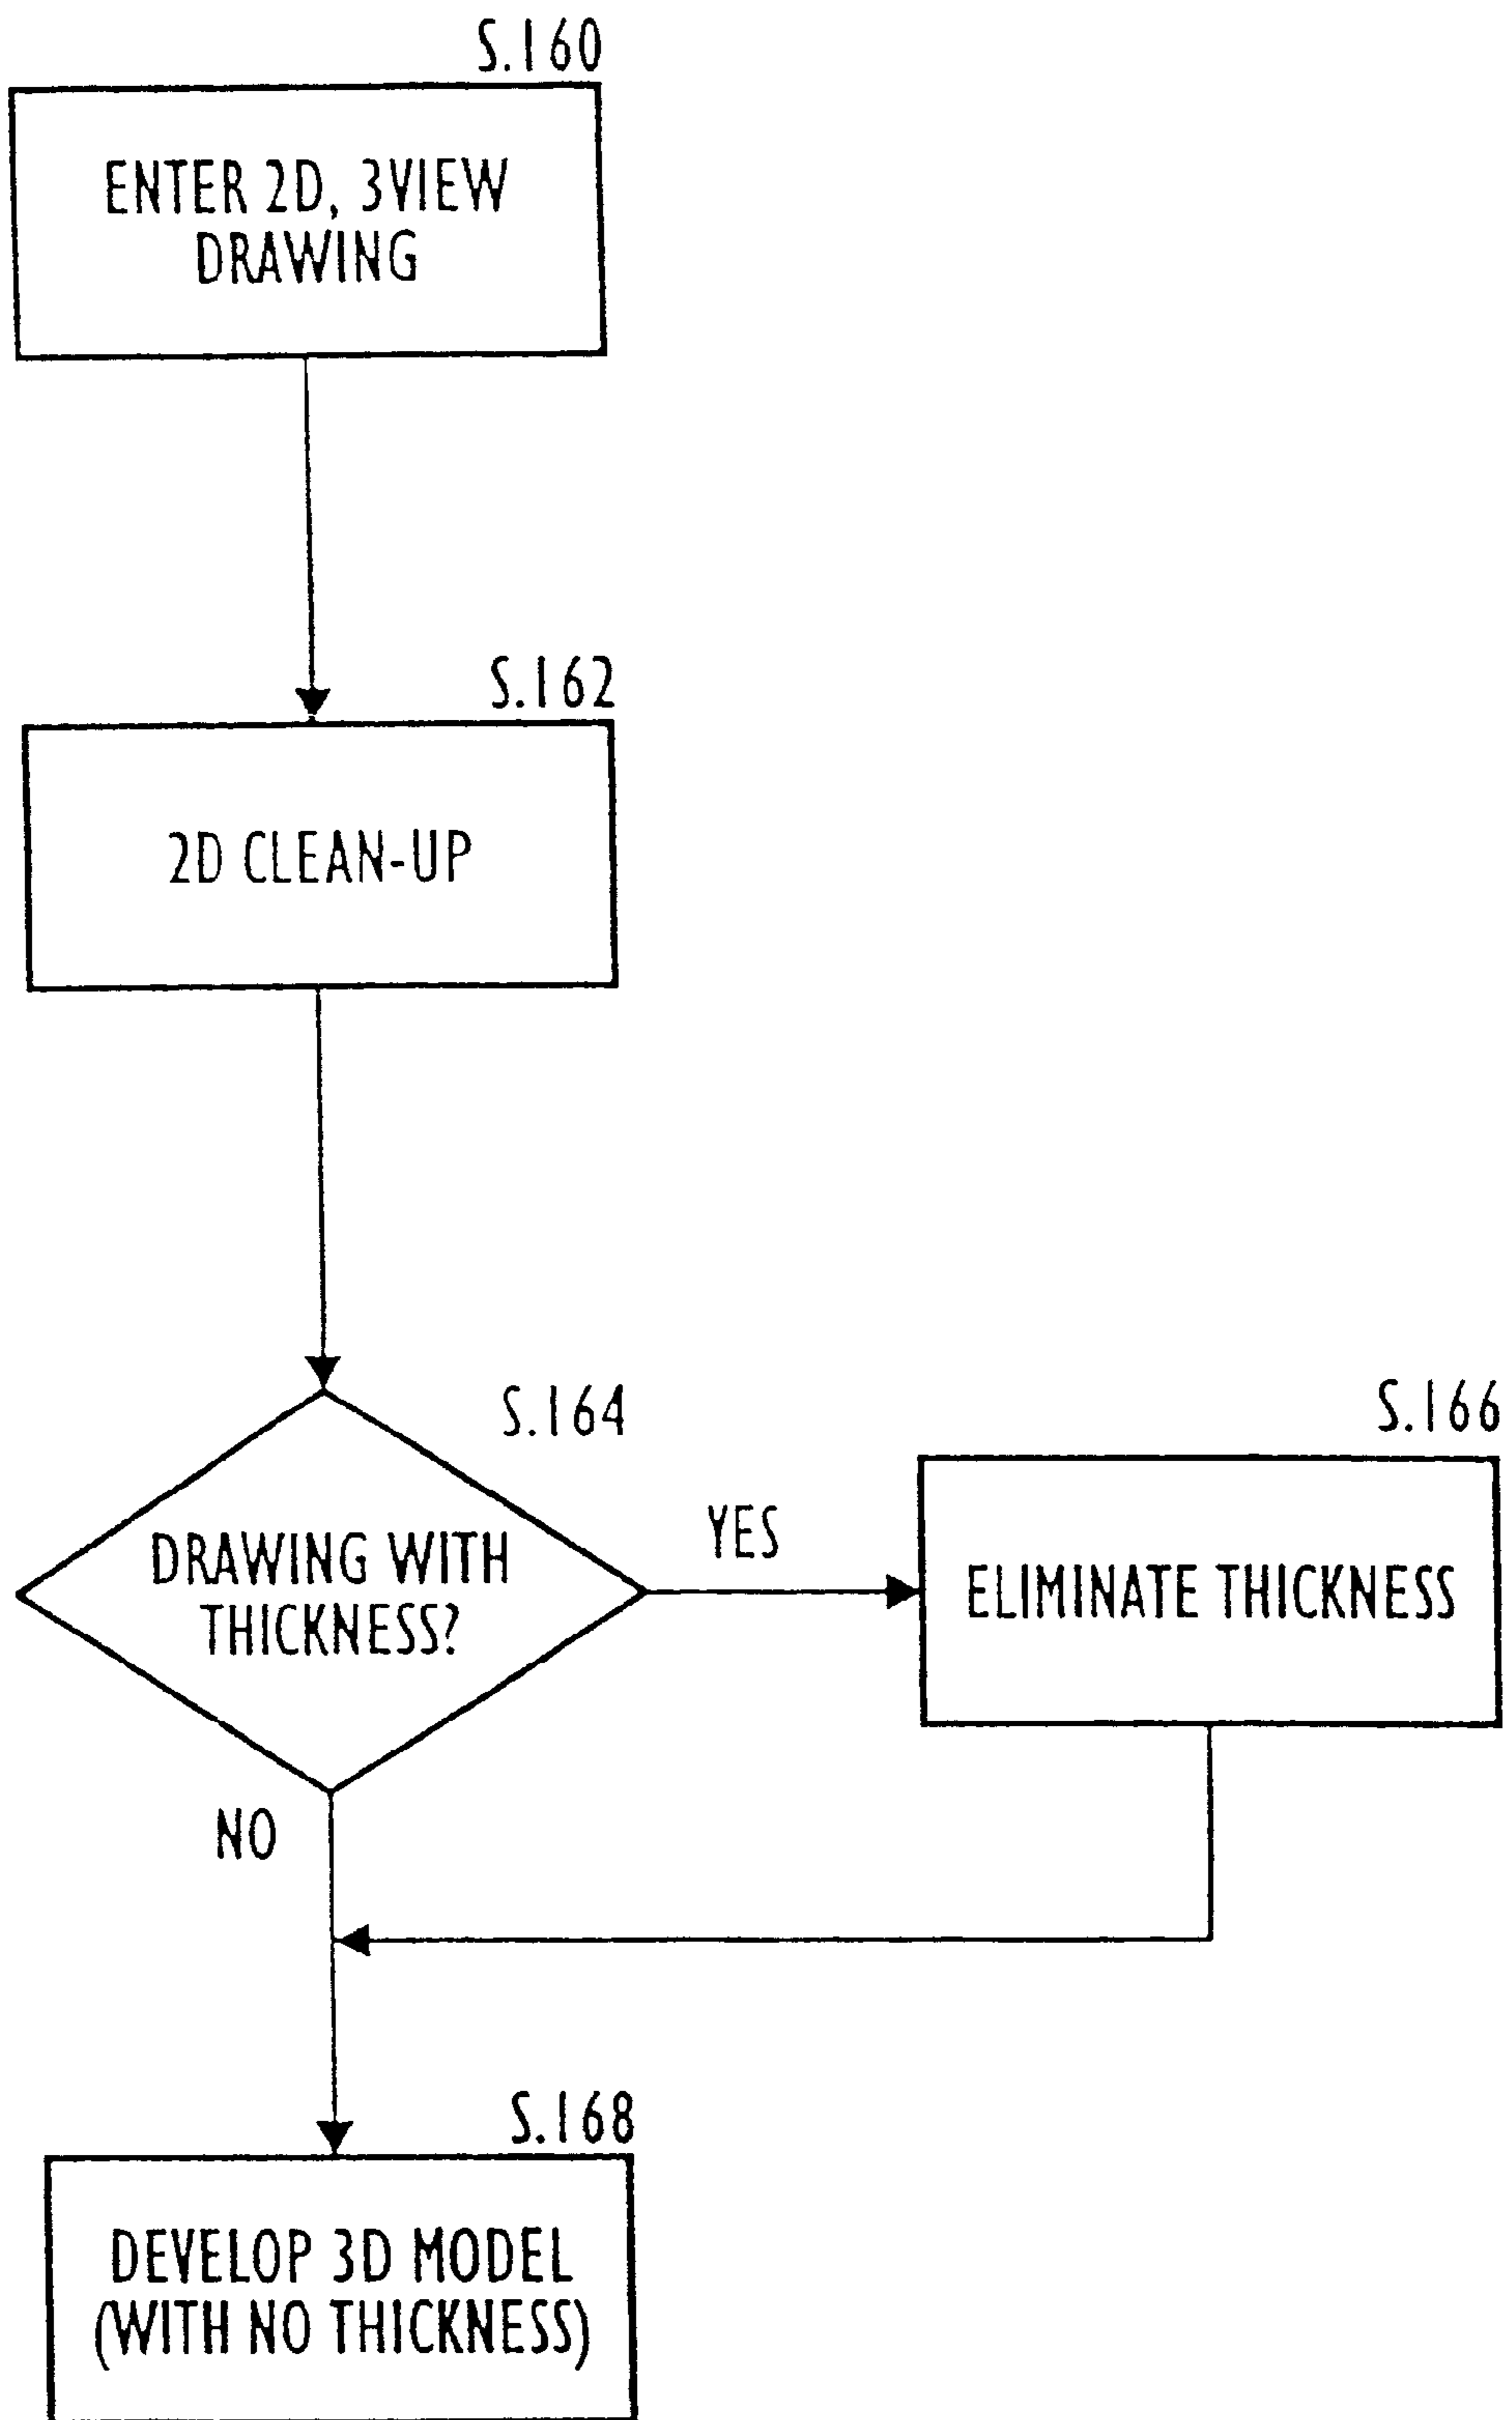 S.160
ENTER 2D, 3VIEW
DRAWING
S.162
2D CLEAN-UP
S.164
DRAWING WITH
THICKNESS?
YES
S.166
ELIMINATE THICKNESS
NO
S.168
DEVELOP 3D MODEL
(WITH NO THICKNESS)